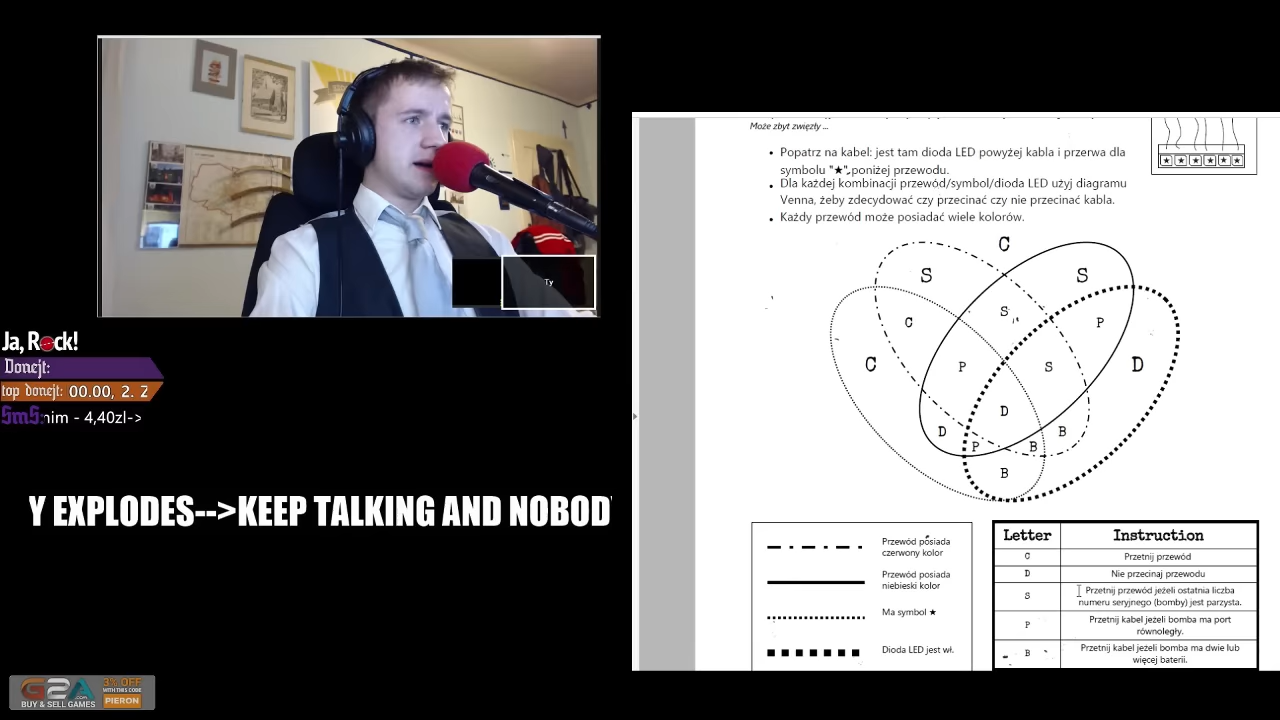 Ty
Ja, Rock!
Donejt:
top donejt: 00.00, 2. 2
SmS: nim - 4,40zl->
Y EXPLODES-->KEEP TALKING AND NOBOD
G2A.com
BUY & SELL GAMES
3% OFF
WITH THIS CODE
PIERON
Może zbyt zwięzły ...
• Popatrz na kabel: jest tam dioda LED powyżej kabla i przerwa dla
symbolu "★" poniżej przewodu.
• Dla każdej kombinacji przewód/symbol/dioda LED użyj diagramu
Venna, żeby zdecydować czy przecinać czy nie przecinać kabla.
• Każdy przewód może posiadać wiele kolorów.
C
S S
S
C P
C P S D
D
D B
P B
B
Przewód posiada
czerwony kolor
Przewód posiada
niebieski kolor
Ma symbol ★
Dioda LED jest wł.
Letter Instruction
C Przetnij przewód
D Nie przecinaj przewodu
S Przetnij przewód jeżeli ostatnia liczba
numeru seryjnego (bomby) jest parzysta.
P Przetnij kabel jeżeli bomba ma port
równoległy.
B Przetnij kabel jeżeli bomba ma dwie lub
więcej baterii.